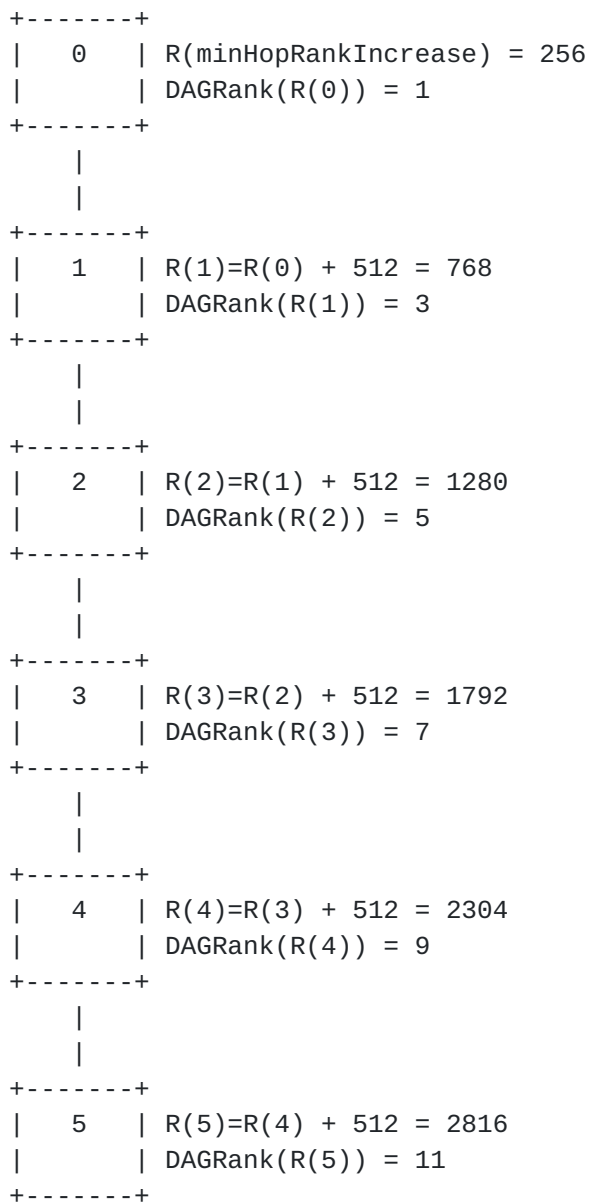 +-------+
|   0   | R(minHopRankIncrease) = 256
|       | DAGRank(R(0)) = 1
+-------+
    |
    |
+-------+
|   1   | R(1)=R(0) + 512 = 768
|       | DAGRank(R(1)) = 3
+-------+
    |
    |
+-------+
|   2   | R(2)=R(1) + 512 = 1280
|       | DAGRank(R(2)) = 5
+-------+
    |
    |
+-------+
|   3   | R(3)=R(2) + 512 = 1792
|       | DAGRank(R(3)) = 7
+-------+
    |
    |
+-------+
|   4   | R(4)=R(3) + 512 = 2304
|       | DAGRank(R(4)) = 9
+-------+
    |
    |
+-------+
|   5   | R(5)=R(4) + 512 = 2816
|       | DAGRank(R(5)) = 11
+-------+